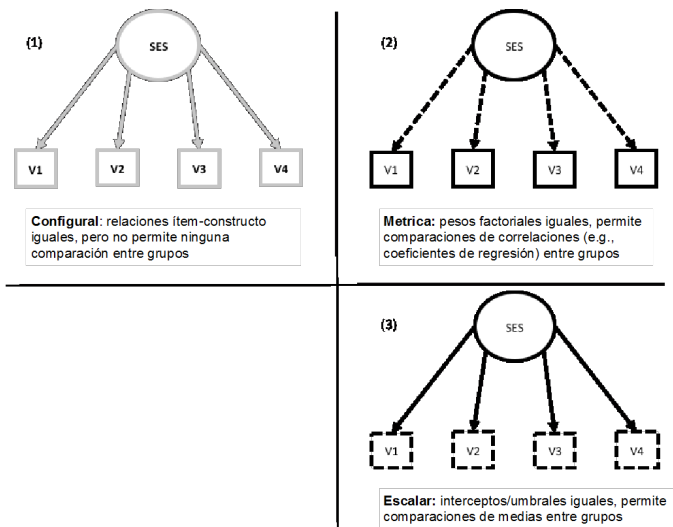 (1)
SES
V1 V2 V3 V4
Configural: relaciones ítem-constructo
iguales, pero no permite ninguna
comparación entre grupos
(2)
SES
V1 V2 V3 V4
Metrica: pesos factoriales iguales, permite
comparaciones de correlaciones (e.g.,
coeficientes de regresión) entre grupos
(3)
SES
V1 V2 V3 V4
Escalar: interceptos/umbrales iguales, permite
comparaciones de medias entre grupos